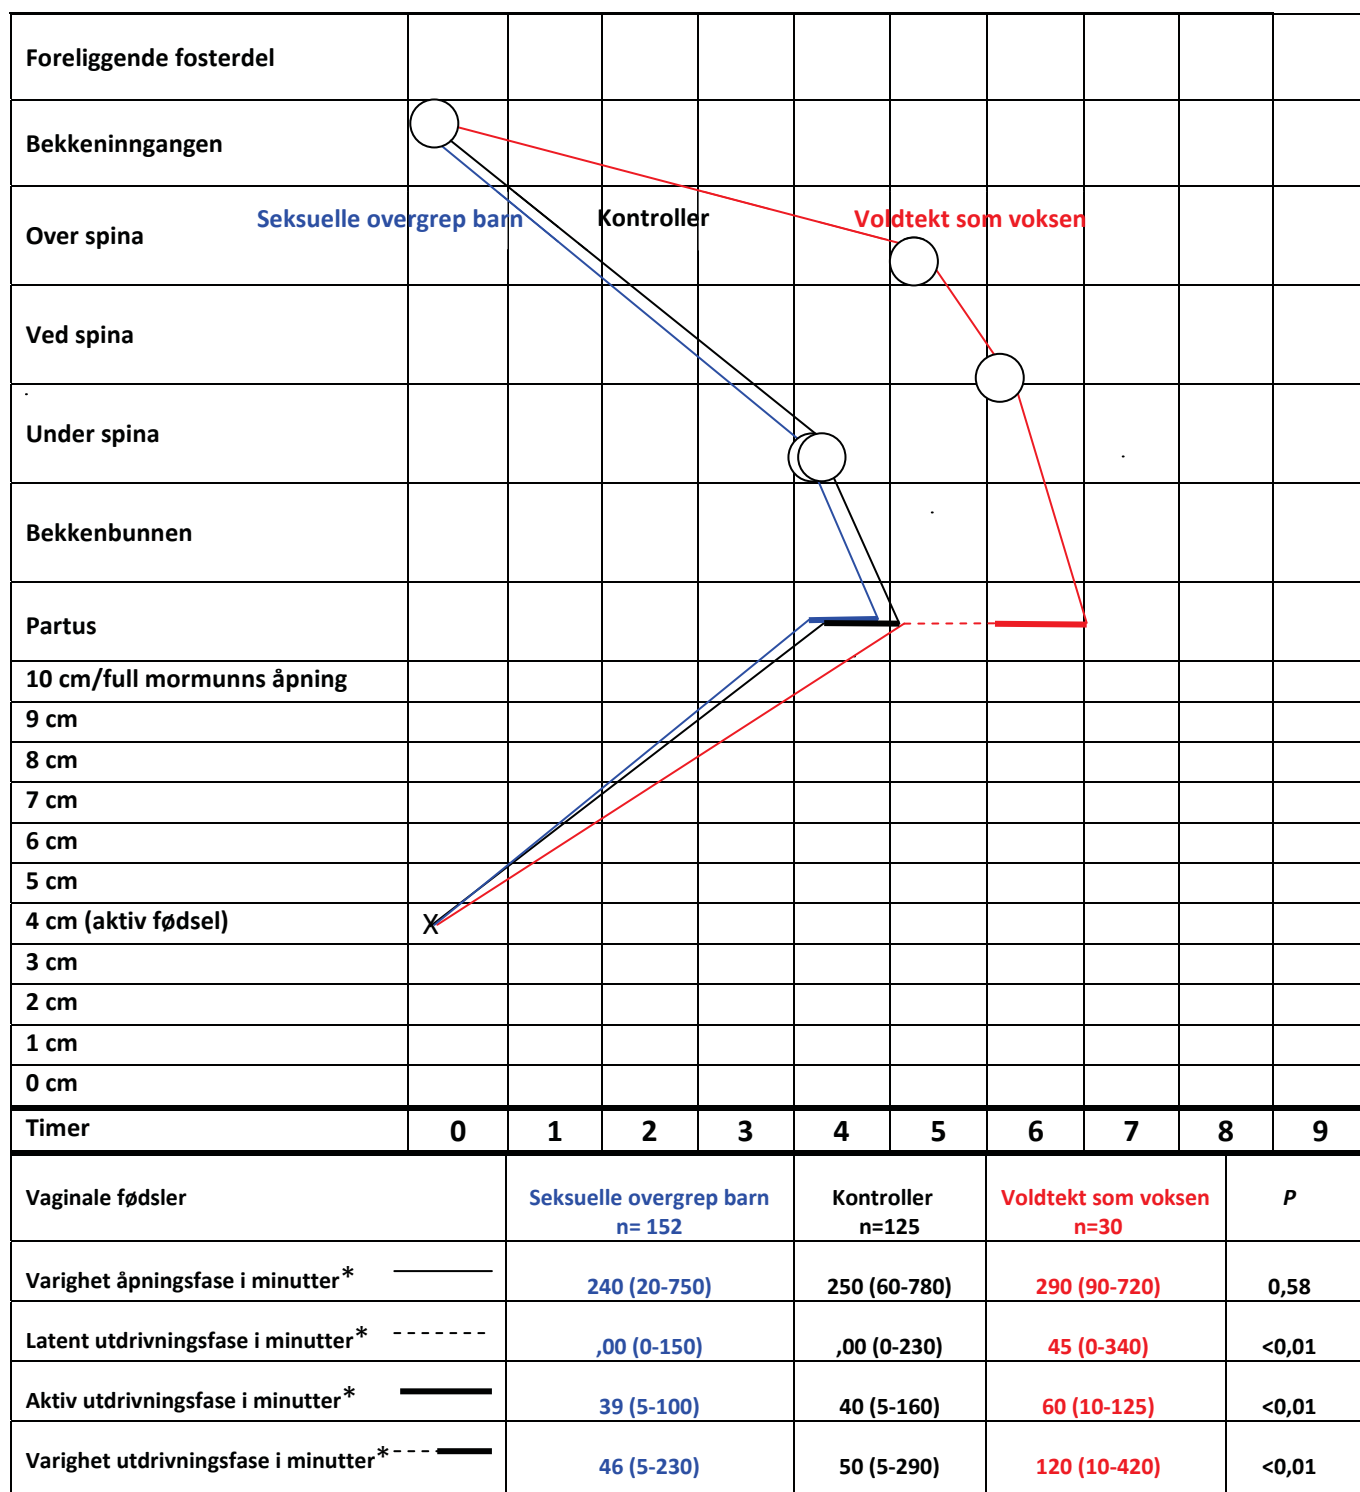 Foreliggende fosterdel
Bekkeninngangen
Seksuelle overgrep barn Kontroller Voldtekt som voksen
Over spina
Ved spina
Under spina
Bekkenbunnen
Partus
10 cm/full mormunns åpning
9 cm
8 cm
7 cm
6 cm
5 cm
4 cm (aktiv fødsel) X
3 cm
2 cm
1 cm
0 cm
Timer 0 1 2 3 4 5 6 7 8 9
Vaginale fødsler Seksuelle overgrep barn Kontroller Voldtekt som voksen P
n= 152 n=125 n=30
Varighet åpningsfase i minutter* 240 (20-750) 250 (60-780) 290 (90-720) 0,58
Latent utdrivningsfase i minutter* ,00 (0-150) ,00 (0-230) 45 (0-340) <0,01
Aktiv utdrivningsfase i minutter* 39 (5-100) 40 (5-160) 60 (10-125) <0,01
Varighet utdrivningsfase i minutter* 46 (5-230) 50 (5-290) 120 (10-420) <0,01